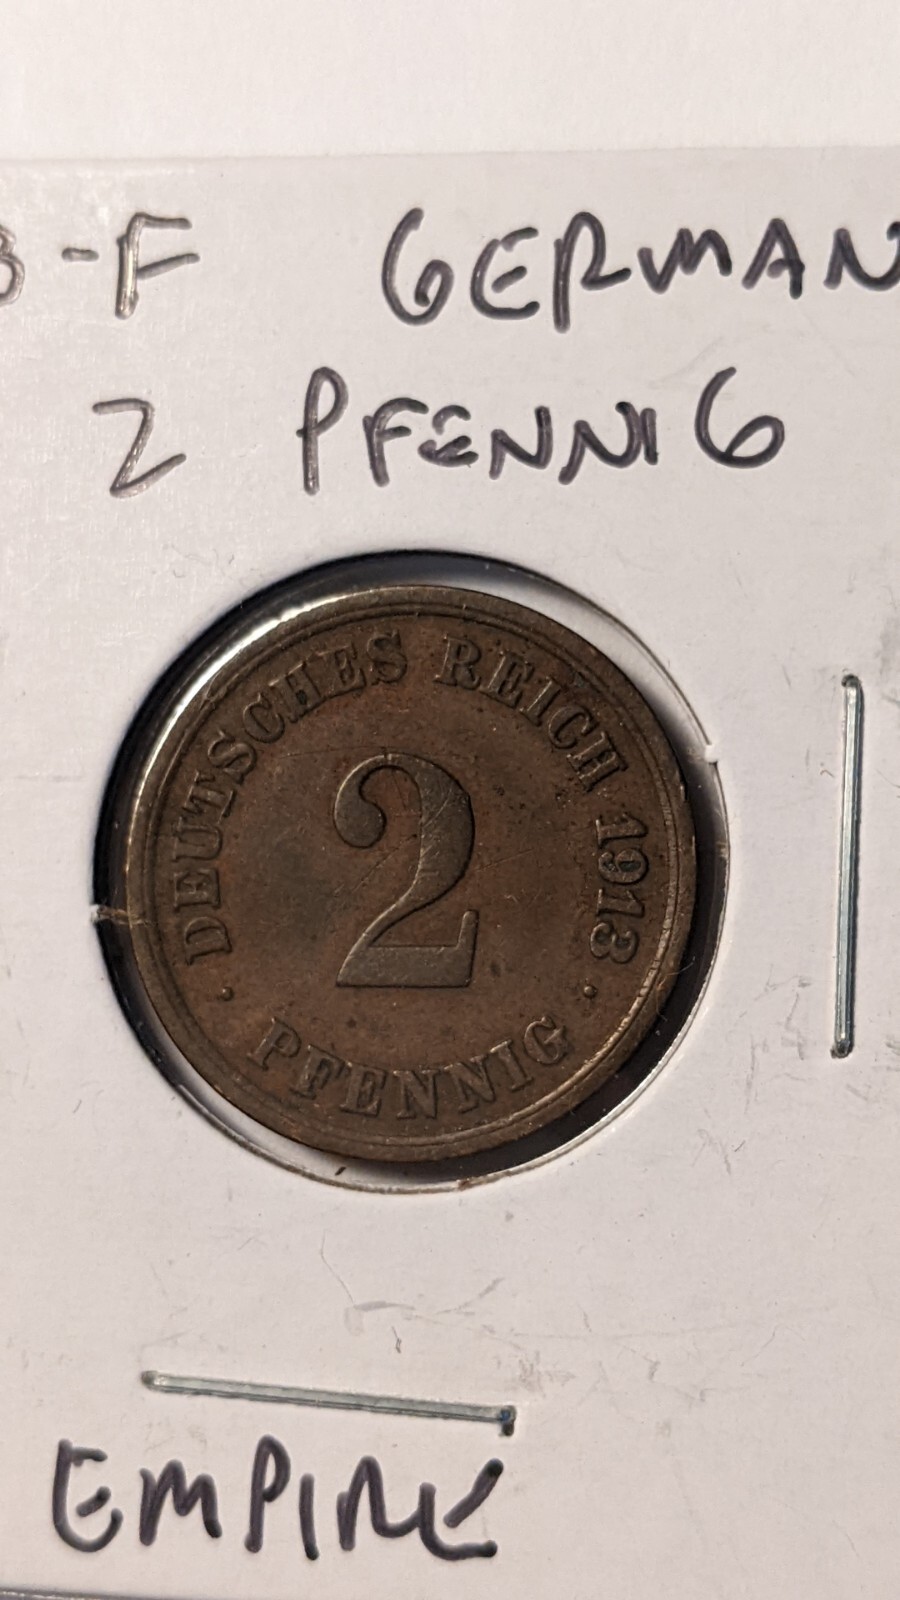 3-F GERMAN
2 PFENNIG
DEUTSCHES REICH 1913
2
PFENNIG
EMPIRE